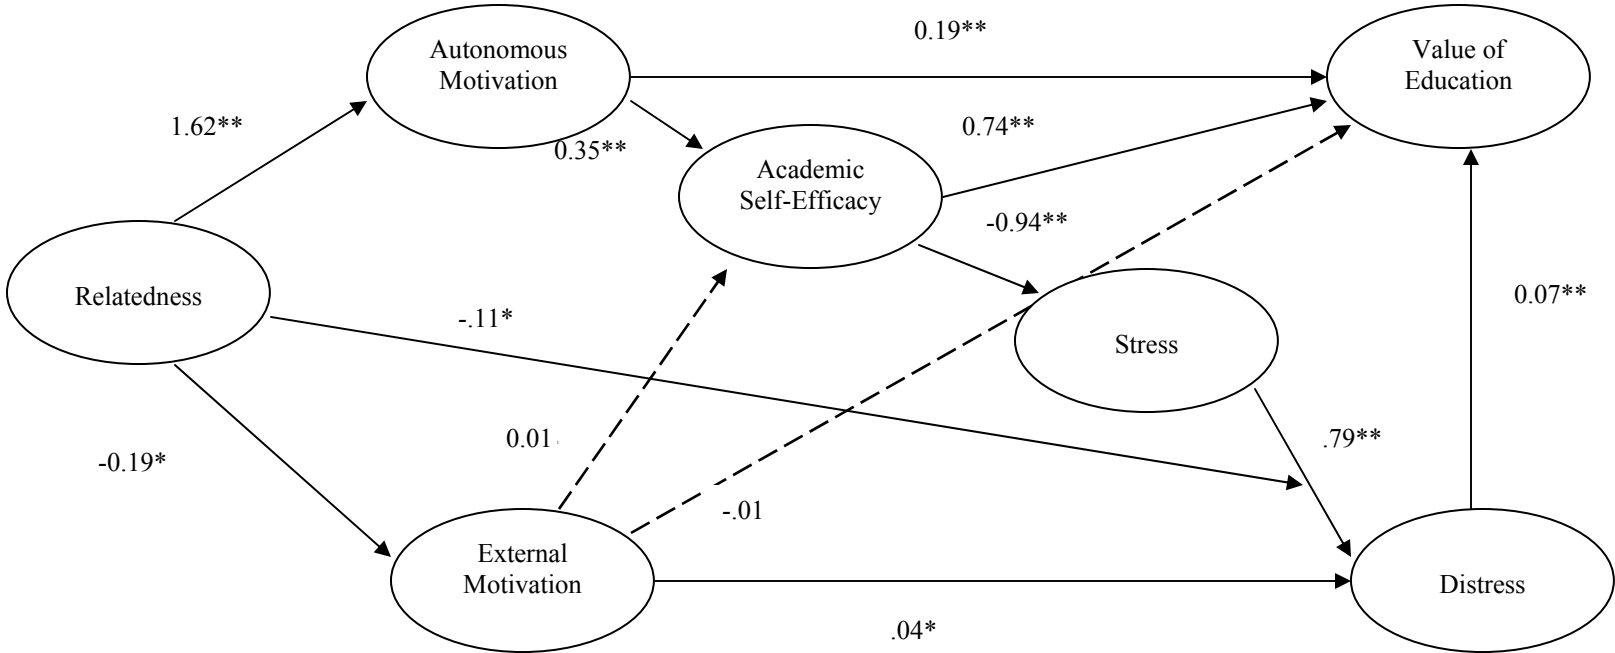 0.19**
Autonomous
Motivation
Value of
Education
1.62**
0.35**
0.74**
Academic
Self-Efficacy
-0.94**
Relatedness
-.11*
0.07**
Stress
0.01
.79**
-0.19*
-.01
External
Motivation
Distress
.04*